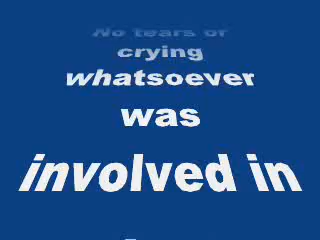 No tears or
crying
whatsoever
was
involved in